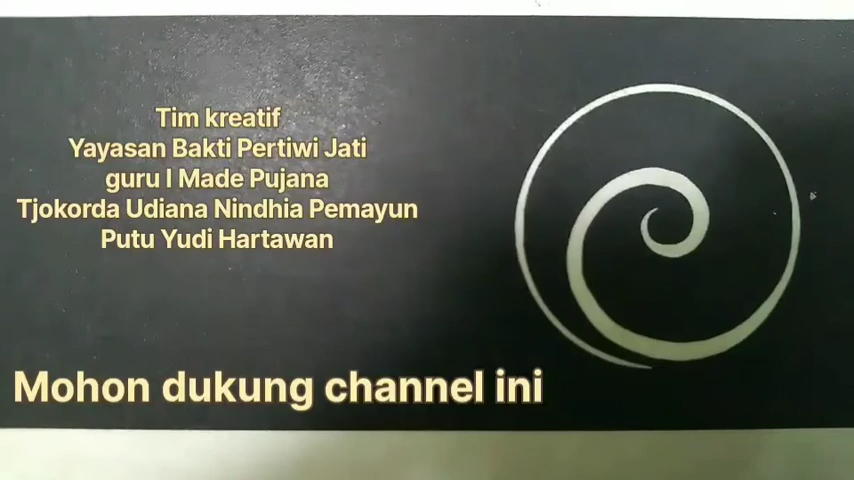 Tim kreatif
Yayasan Bakti Pertiwi Jati
guru I Made Pujana
Tjokorda Udiana Nindhia Pemayun
Putu Yudi Hartawan
Mohon dukung channel ini